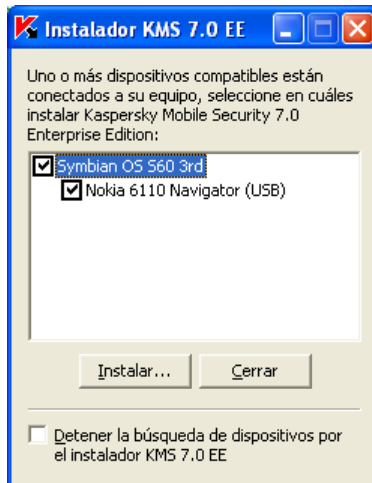 Instalador KMS 7.0 EE
Uno o más dispositivos compatibles están
conectados a su equipo, seleccione en cuáles
instalar Kaspersky Mobile Security 7.0
Enterprise Edition:
Symbian OS S60 3rd
Nokia 6110 Navigator (USB)
Instalar... Cerrar
Detener la búsqueda de dispositivos por
el instalador KMS 7.0 EE